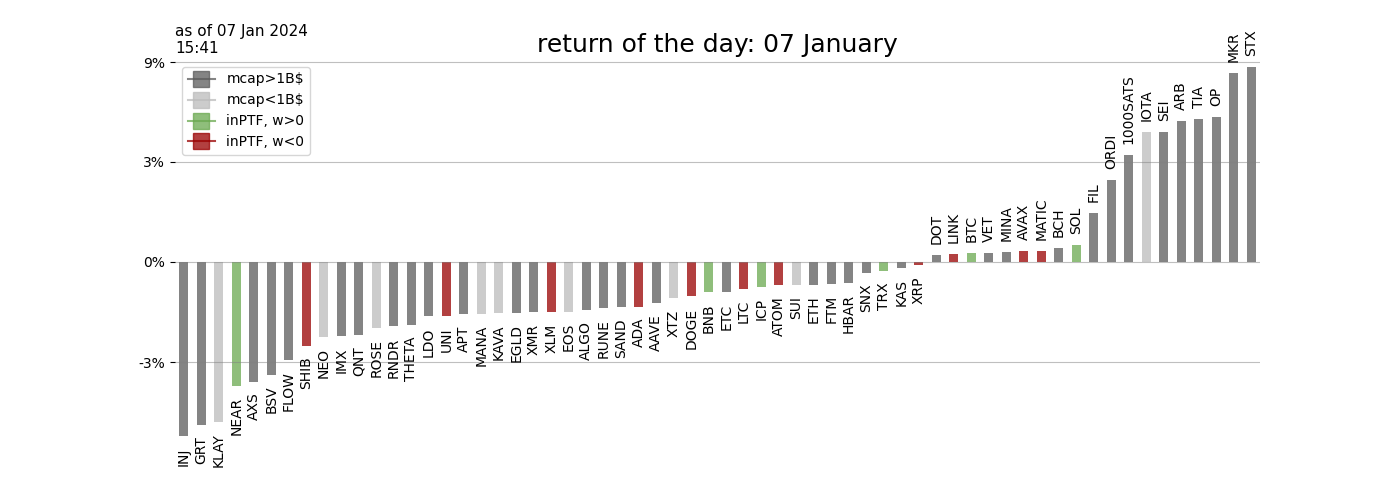 as of 07 Jan 2024
15:41
return of the day: 07 January
9%
3%
0%
-3%
mcap>1B$
mcap<1B$
inPTF, w>0
inPTF, w<0
INJ
GRT
KLAY
NEAR
AXS
BSV
FLOW
SHIB
NEO
IMX
QNT
ROSE
RNDR
THETA
LDO
UNI
APT
MANA
KAVA
EGLD
XMR
XLM
EOS
ALGO
RUNE
SAND
ADA
AAVE
XTZ
DOGE
BNB
ETC
LTC
ICP
ATOM
SUI
ETH
FTM
HBAR
SNX
TRX
KAS
XRP
DOT
LINK
BTC
VET
MINA
AVAX
MATIC
BCH
SOL
FIL
ORDI
1000SATS
IOTA
SEI
ARB
TIA
OP
MKR
STX